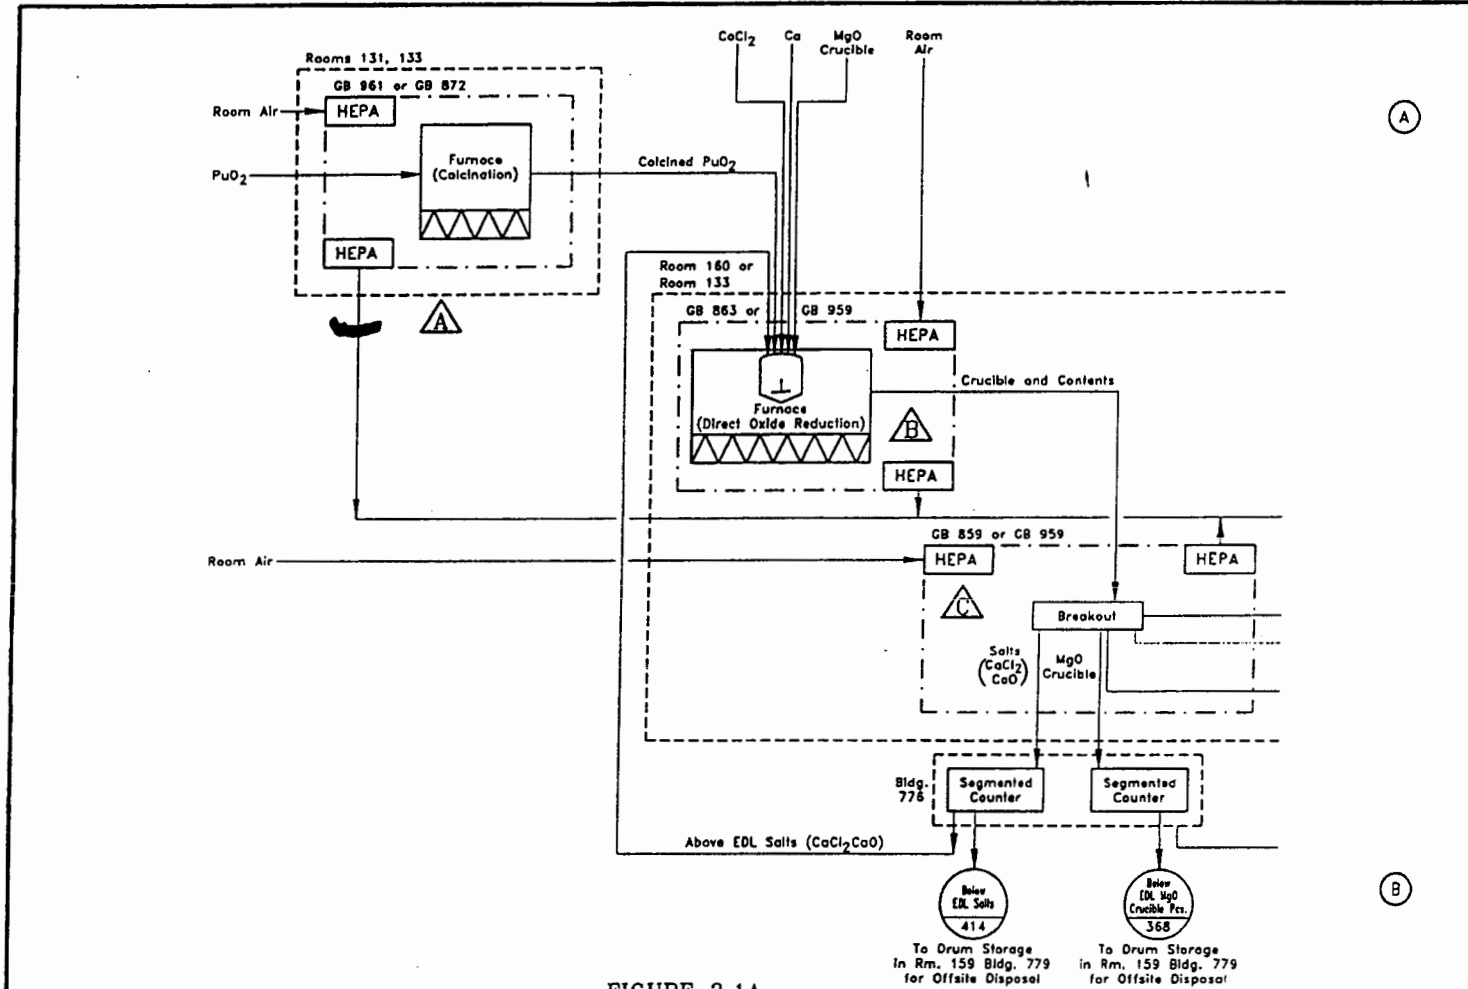 CaCl2
Ca
MgO
Crucible
Room
Air
Rooms 131, 133
GB 961 or GB 872
Room Air
HEPA
A
Furnace
(Calcination)
Calcined PuO2
PuO2
HEPA
Room 160 or
Room 133
A
GB 863 or
GB 959
HEPA
Crucible and Contents
Furnace
(Direct Oxide Reduction)
B
HEPA
GB 859 or GB 959
Room Air
HEPA
HEPA
C
Breakout
Salts
(CaCl2
CaO)
MgO
Crucible
Bldg.
776
Segmented
Counter
Segmented
Counter
Above EDL Salts (CaCl2CaO)
Below
EDL Salts
414
Below
EDL MgO
Crucible Pcs.
368
B
To Drum Storage
in Rm. 159 Bldg. 779
for Offsite Disposal
To Drum Storage
in Rm. 159 Bldg. 779
for Offsite Disposal